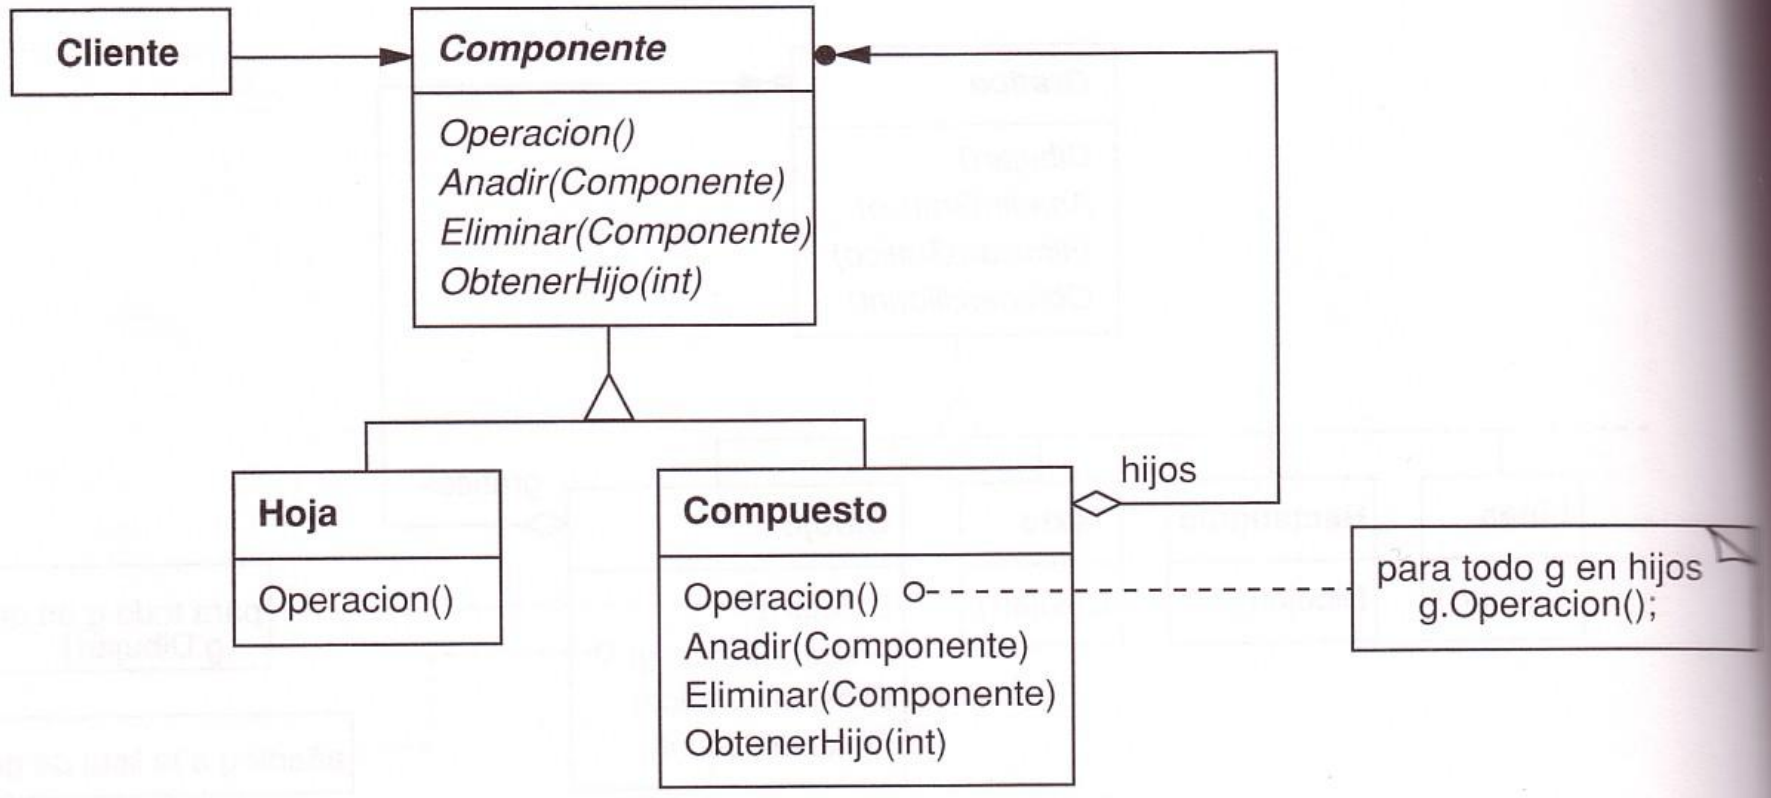 Cliente
Componente
Operacion()
Anadir(Componente)
Eliminar(Componente)
ObtenerHijo(int)
Hoja
Operacion()
Compuesto
Operacion()
Anadir(Componente)
Eliminar(Componente)
ObtenerHijo(int)
hijos
para todo g en hijos
g.Operacion();